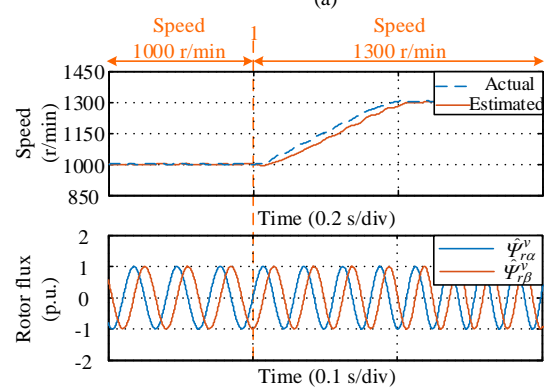 (a)
Speed 1 Speed
1000 r/min 1300 r/min
1450
1300
1150
1000
850
Speed
(r/min)
Actual
Estimated
Time (0.2 s/div)
2
1
0
-1
-2
Rotor flux
(p.u.)
Ψ̂ᵛ_rα
Ψ̂ᵛ_rβ
Time (0.1 s/div)